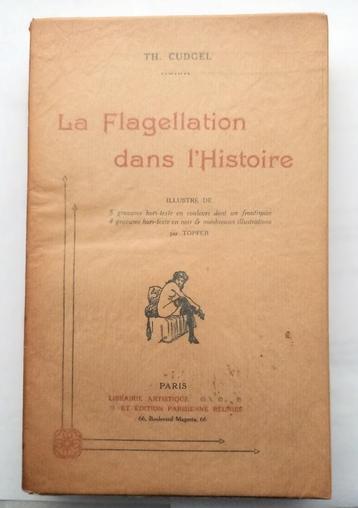 TH. CUDGEL
La Flagellation
dans l'Histoire
ILLUSTRÉ DE
5 gravures hors-texte en couleurs dont un frontispice
4 gravures hors-texte en noir & nombreuses illustrations
par TOPFER
PARIS
LIBRAIRIE ARTISTIQUE
ET ÉDITION PARISIENNE RÉUNIES
66, Boulevard Magenta, 66